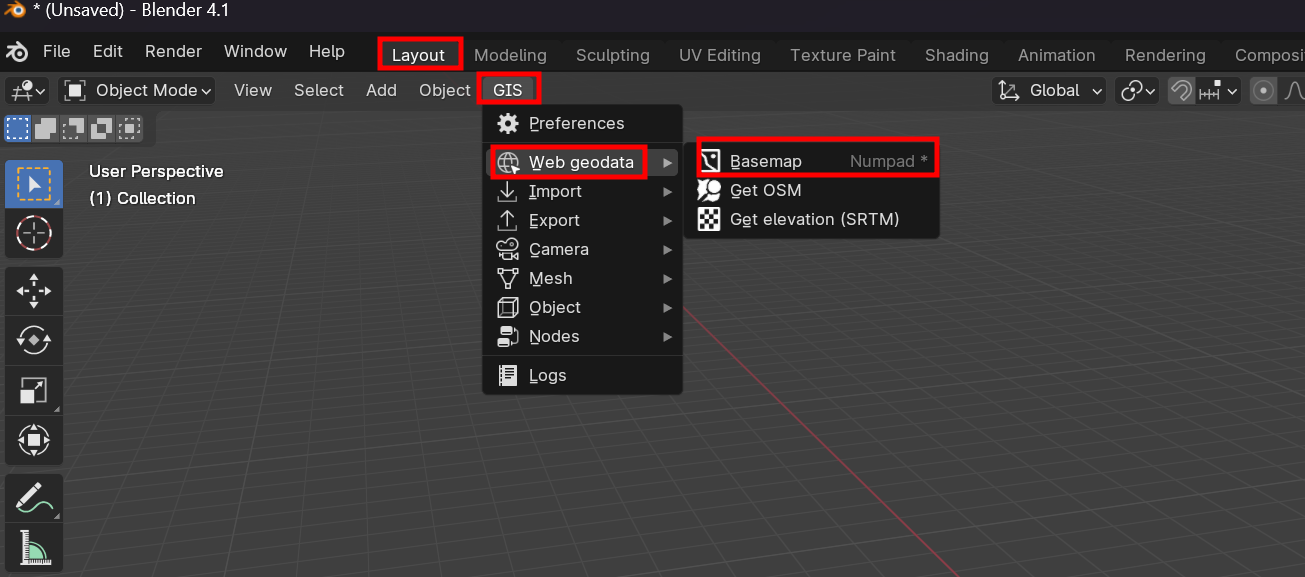 * (Unsaved) - Blender 4.1
File Edit Render Window Help Layout Modeling Sculpting UV Editing Texture Paint Shading Animation Rendering Composi
Object Mode View Select Add Object GIS Global
Preferences
User Perspective
(1) Collection
Web geodata
Import
Export
Camera
Mesh
Object
Nodes
Logs
Basemap Numpad *
Get OSM
Get elevation (SRTM)